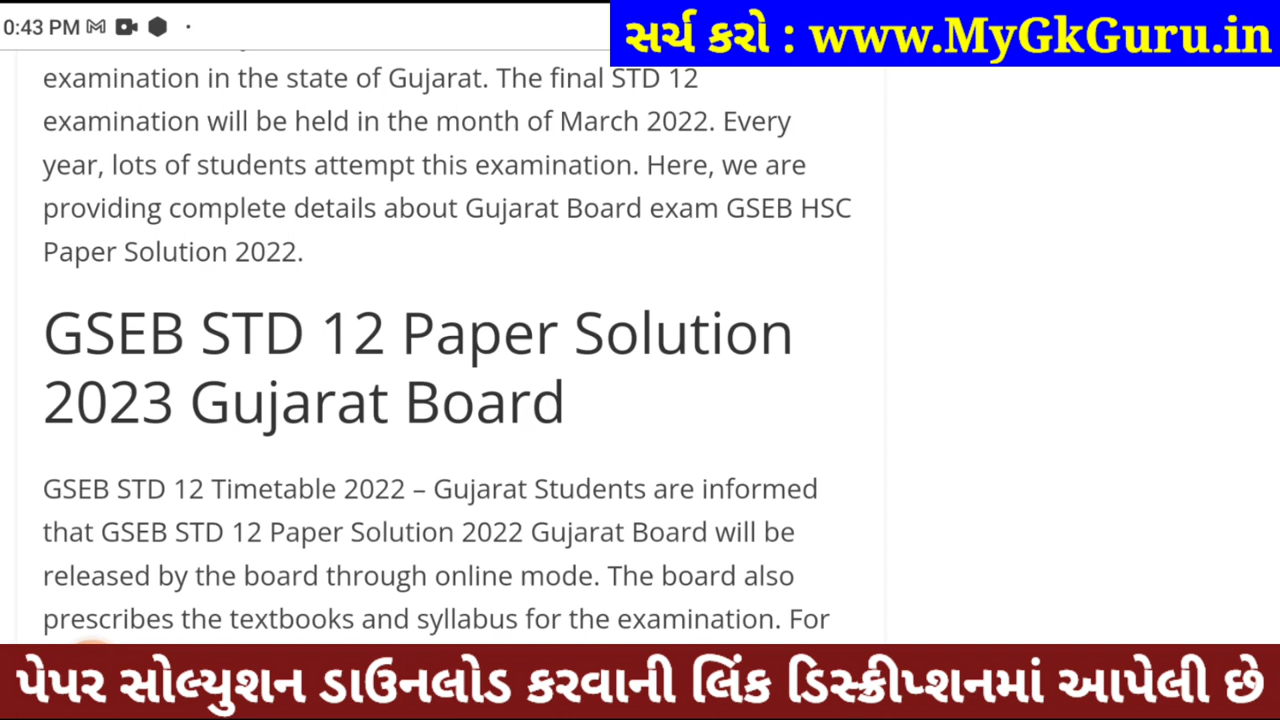 0:43 PM
સર્ચ કરો : www.MyGkGuru.in
examination in the state of Gujarat. The final STD 12
examination will be held in the month of March 2022. Every
year, lots of students attempt this examination. Here, we are
providing complete details about Gujarat Board exam GSEB HSC
Paper Solution 2022.
GSEB STD 12 Paper Solution
2023 Gujarat Board
GSEB STD 12 Timetable 2022 – Gujarat Students are informed
that GSEB STD 12 Paper Solution 2022 Gujarat Board will be
released by the board through online mode. The board also
prescribes the textbooks and syllabus for the examination. For
પેપર સોલ્યુશન ડાઉનલોડ કરવાની લિંક ડિસ્ક્રીપ્શનમાં આપેલી છે